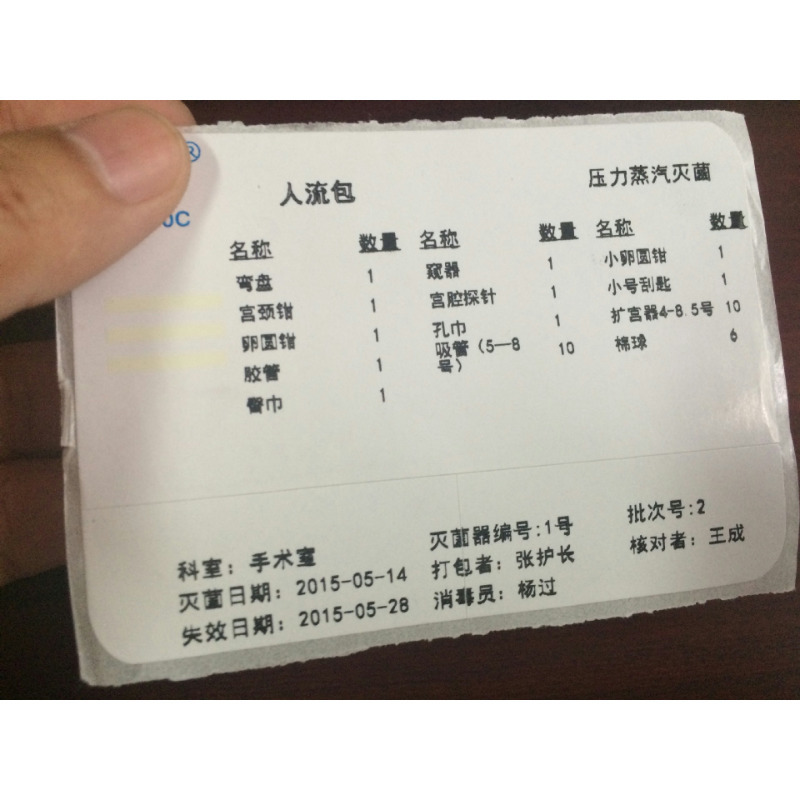 ®
0C
人流包 压力蒸汽灭菌
名称 数量 名称 数量 名称 数量
弯盘 1 窥器 1 小卵圆钳 1
宫颈钳 1 宫腔探针 1 小号刮匙 1
卵圆钳 1 孔巾 1 扩宫器4-8.5号 10
胶管 1 吸管（5—8号） 10 棉球 6
臀巾 1
科室：手术室 灭菌器编号:1号 批次号:2
灭菌日期：2015-05-14 打包者：张护长 核对者：王成
失效日期：2015-05-28 消毒员：杨过